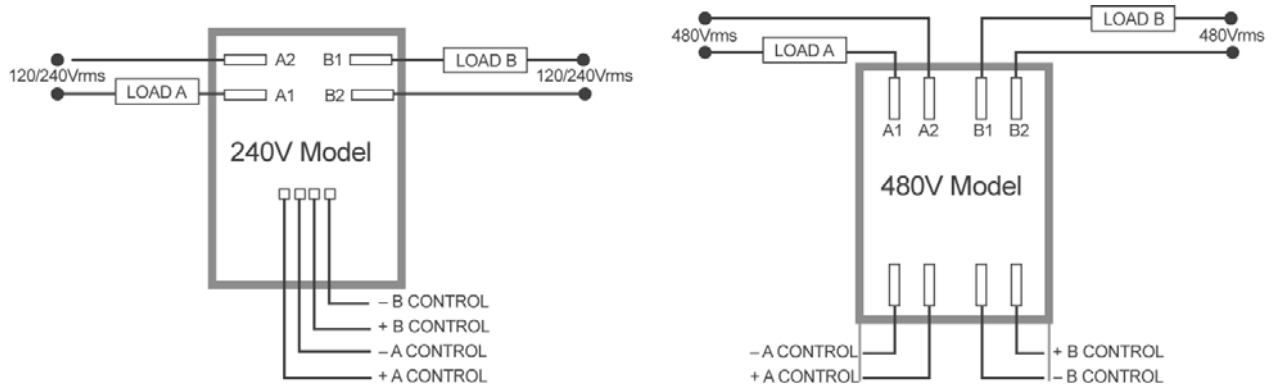 A2
B1
LOAD B
120/240Vrms
120/240Vrms
LOAD A
A1
B2
240V Model
– B CONTROL
+ B CONTROL
– A CONTROL
+ A CONTROL
LOAD B
480Vrms
480Vrms
LOAD A
A1
A2
B1
B2
480V Model
– A CONTROL
+ B CONTROL
+ A CONTROL
– B CONTROL